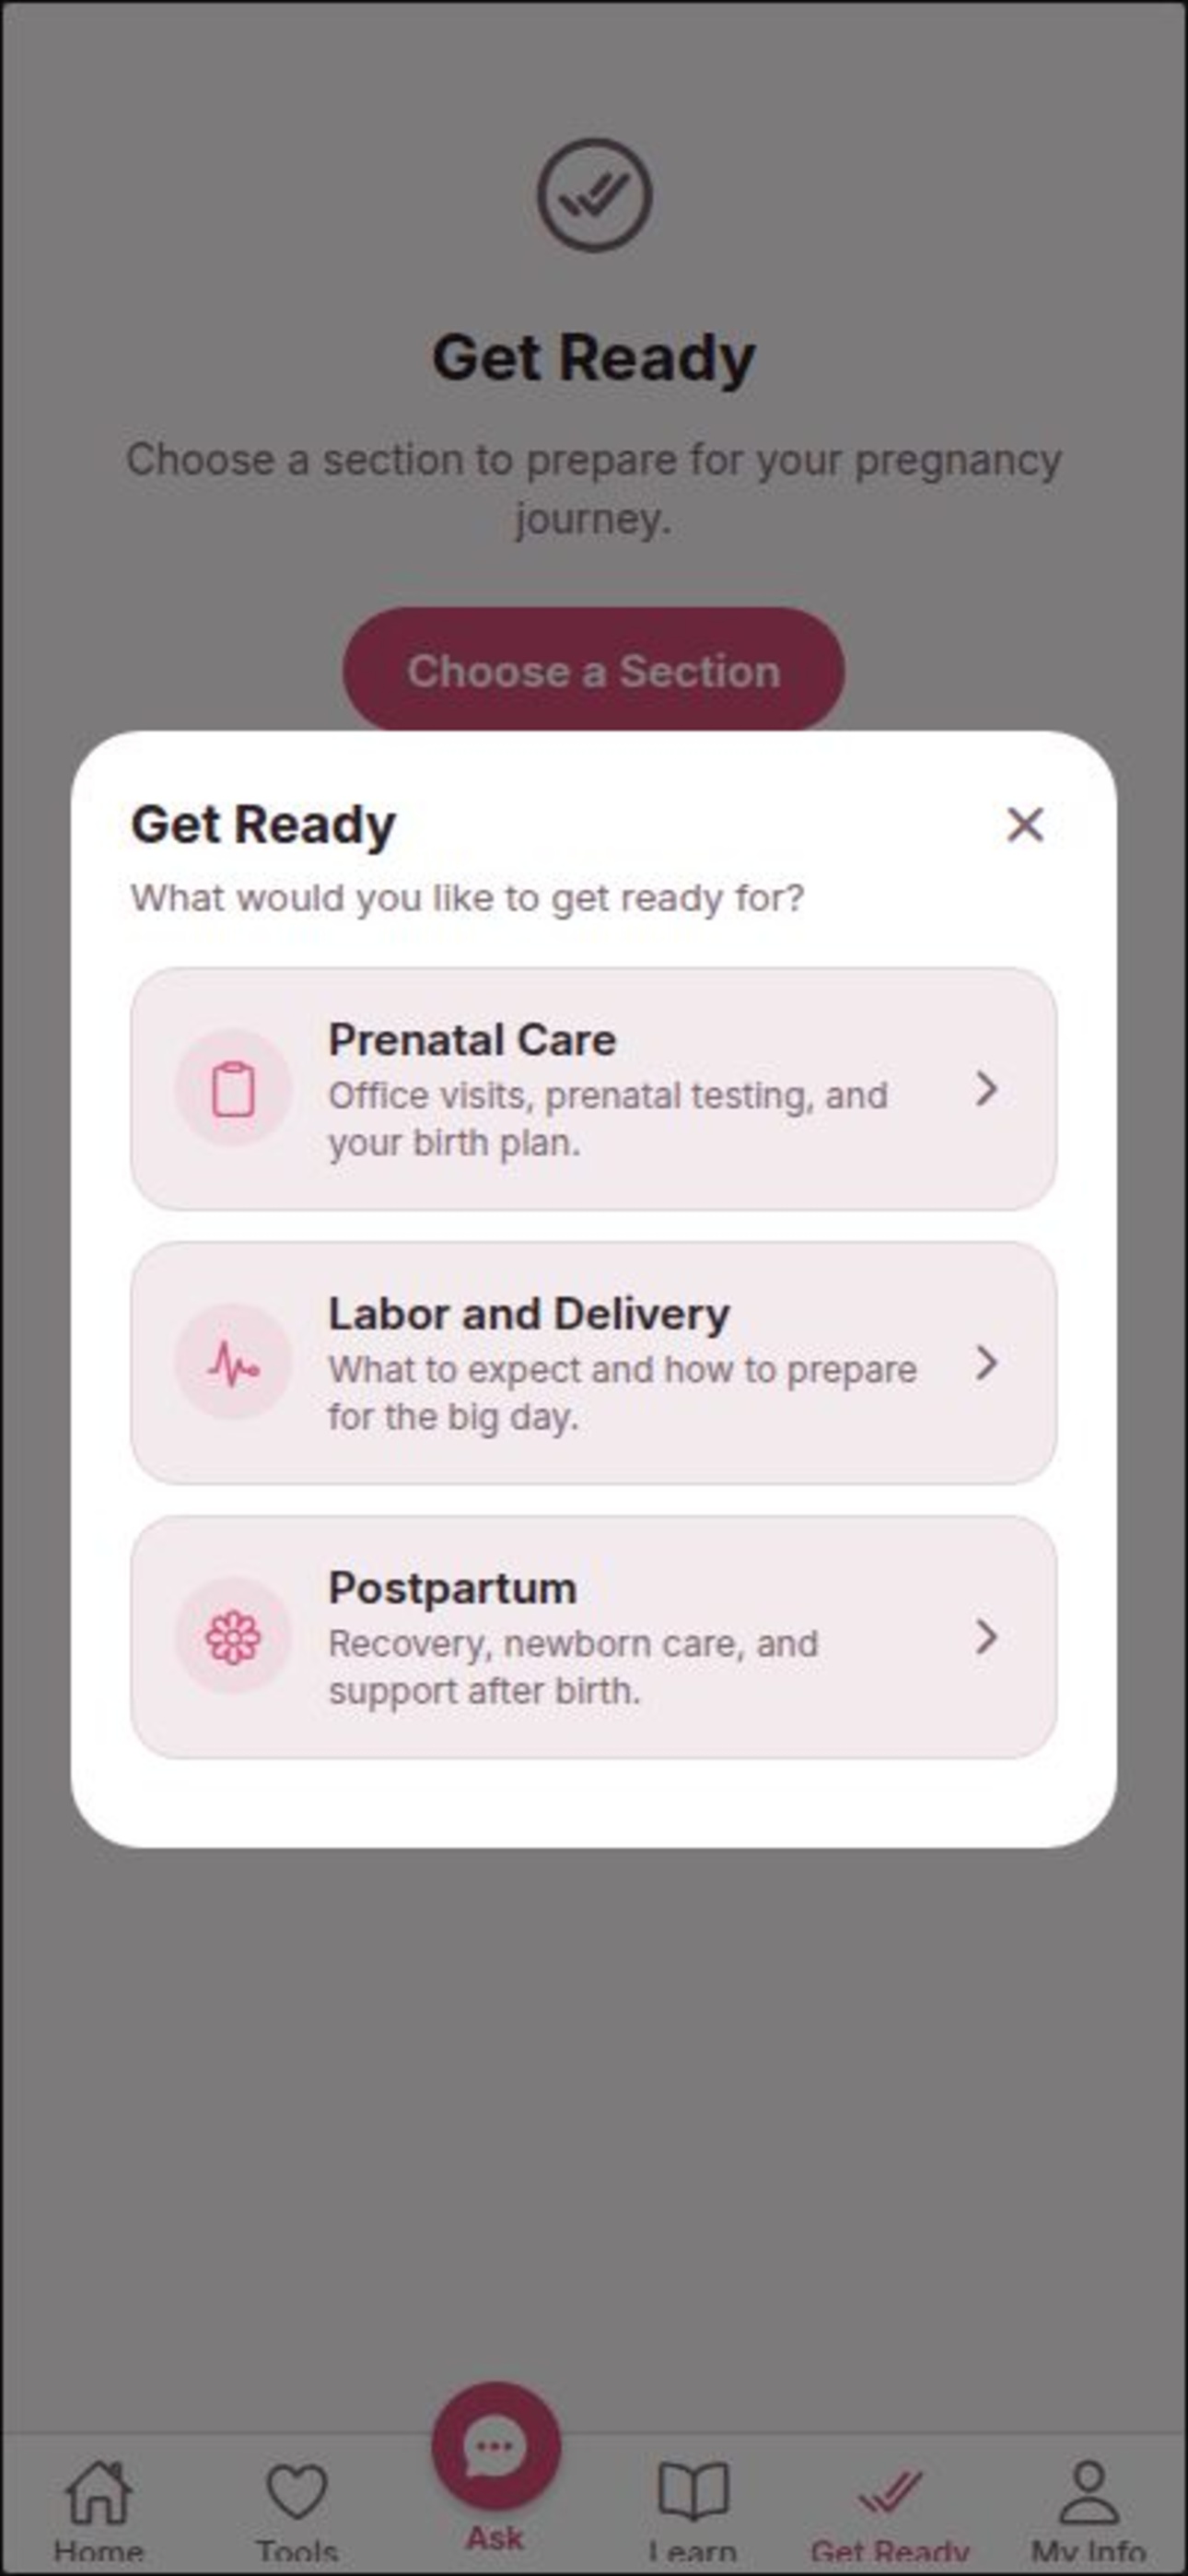 Get Ready
Choose a section to prepare for your pregnancy
journey.
Choose a Section
Get Ready
What would you like to get ready for?
Prenatal Care
Office visits, prenatal testing, and
your birth plan.
Labor and Delivery
What to expect and how to prepare
for the big day.
Postpartum
Recovery, newborn care, and
support after birth.
Home
Tools
Ask
Learn
Get Ready
My Info